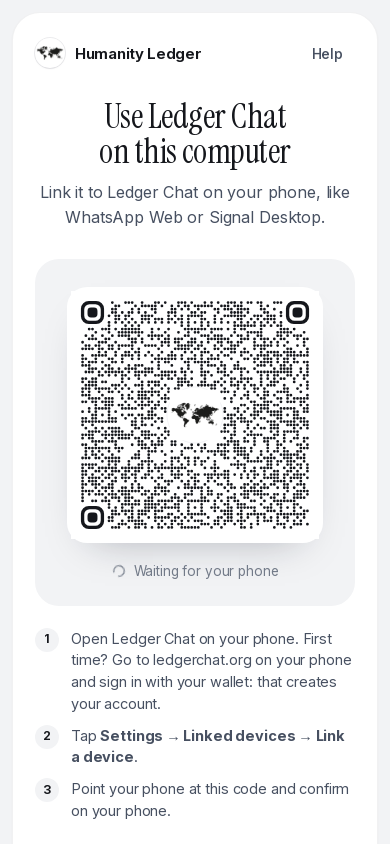 Humanity Ledger
Help
Use Ledger Chat
on this computer
Link it to Ledger Chat on your phone, like
WhatsApp Web or Signal Desktop.
Waiting for your phone
1 Open Ledger Chat on your phone. First
time? Go to ledgerchat.org on your phone
and sign in with your wallet: that creates
your account.
2 Tap Settings → Linked devices → Link
a device.
3 Point your phone at this code and confirm
on your phone.